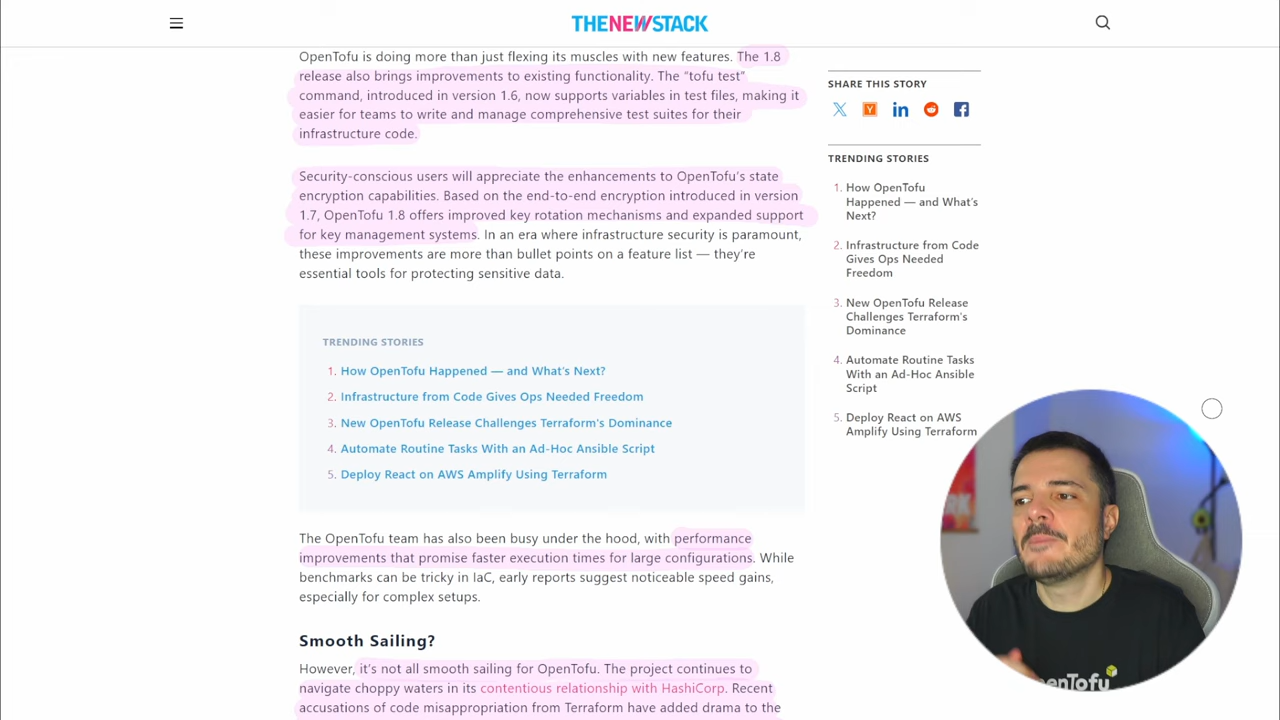 THENEWSTACK
OpenTofu is doing more than just flexing its muscles with new features. The 1.8
release also brings improvements to existing functionality. The “tofu test”
command, introduced in version 1.6, now supports variables in test files, making it
easier for teams to write and manage comprehensive test suites for their
infrastructure code.
Security-conscious users will appreciate the enhancements to OpenTofu’s state
encryption capabilities. Based on the end-to-end encryption introduced in version
1.7, OpenTofu 1.8 offers improved key rotation mechanisms and expanded support
for key management systems. In an era where infrastructure security is paramount,
these improvements are more than bullet points on a feature list — they’re
essential tools for protecting sensitive data.
TRENDING STORIES
1. How OpenTofu Happened — and What’s Next?
2. Infrastructure from Code Gives Ops Needed Freedom
3. New OpenTofu Release Challenges Terraform’s Dominance
4. Automate Routine Tasks With an Ad-Hoc Ansible Script
5. Deploy React on AWS Amplify Using Terraform
The OpenTofu team has also been busy under the hood, with performance
improvements that promise faster execution times for large configurations. While
benchmarks can be tricky in IaC, early reports suggest noticeable speed gains,
especially for complex setups.
Smooth Sailing?
However, it’s not all smooth sailing for OpenTofu. The project continues to
navigate choppy waters in its contentious relationship with HashiCorp. Recent
accusations of code misappropriation from Terraform have added drama to the
SHARE THIS STORY
TRENDING STORIES
1. How OpenTofu
Happened — and What’s
Next?
2. Infrastructure from Code
Gives Ops Needed
Freedom
3. New OpenTofu Release
Challenges Terraform’s
Dominance
4. Automate Routine Tasks
With an Ad-Hoc Ansible
Script
5. Deploy React on AWS
Amplify Using Terraform
enTofu